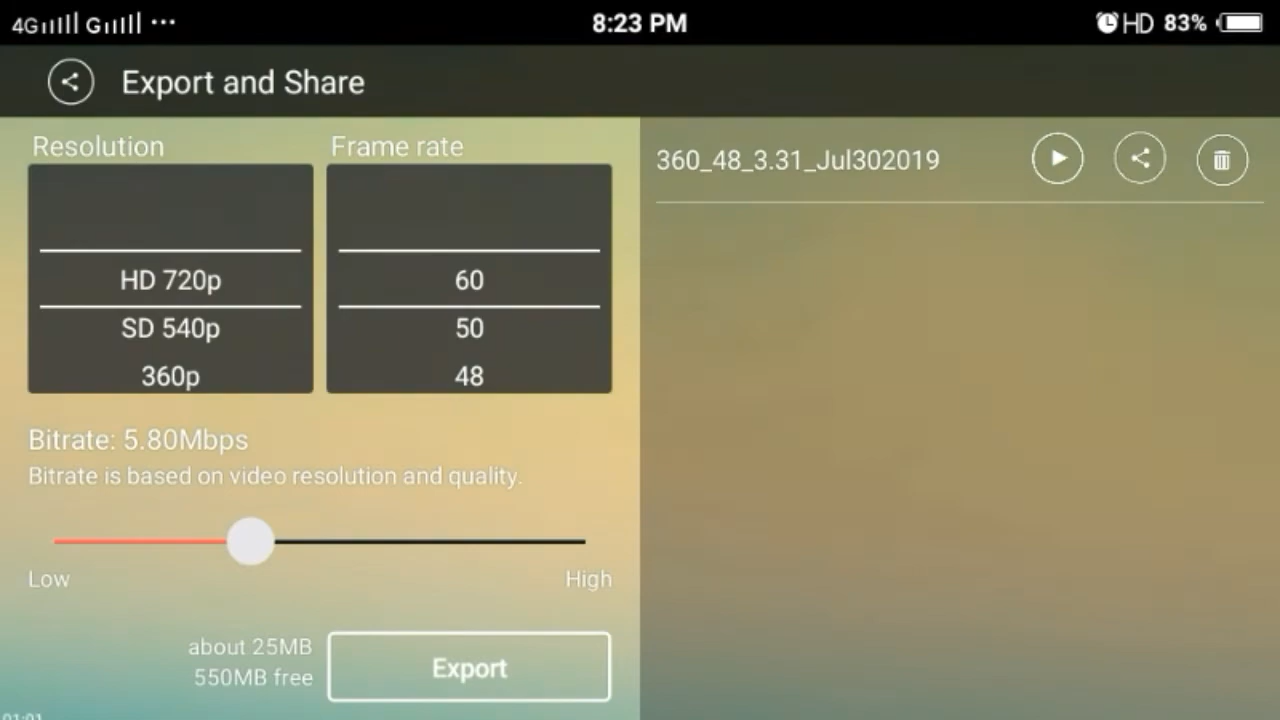 4G G ... 8:23 PM HD 83%
Export and Share
Resolution Frame rate
360_48_3.31_Jul302019
HD 720p 60
SD 540p 50
360p 48
Bitrate: 5.80Mbps
Bitrate is based on video resolution and quality.
Low High
about 25MB
550MB free
Export